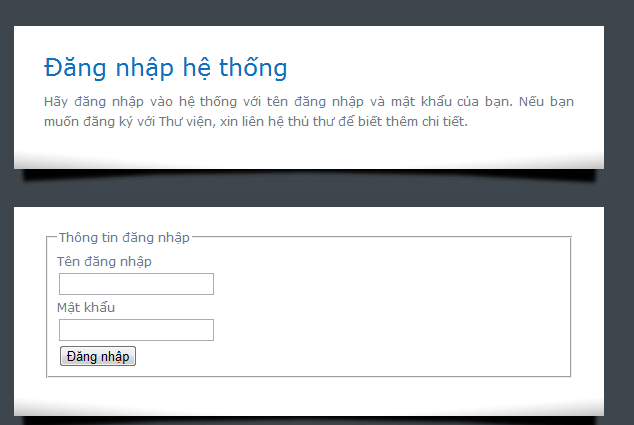 Đăng nhập hệ thống
Hãy đăng nhập vào hệ thống với tên đăng nhập và mật khẩu của bạn. Nếu bạn
muốn đăng ký với Thư viện, xin liên hệ thủ thư để biết thêm chi tiết.
Thông tin đăng nhập
Tên đăng nhập
Mật khẩu
Đăng nhập